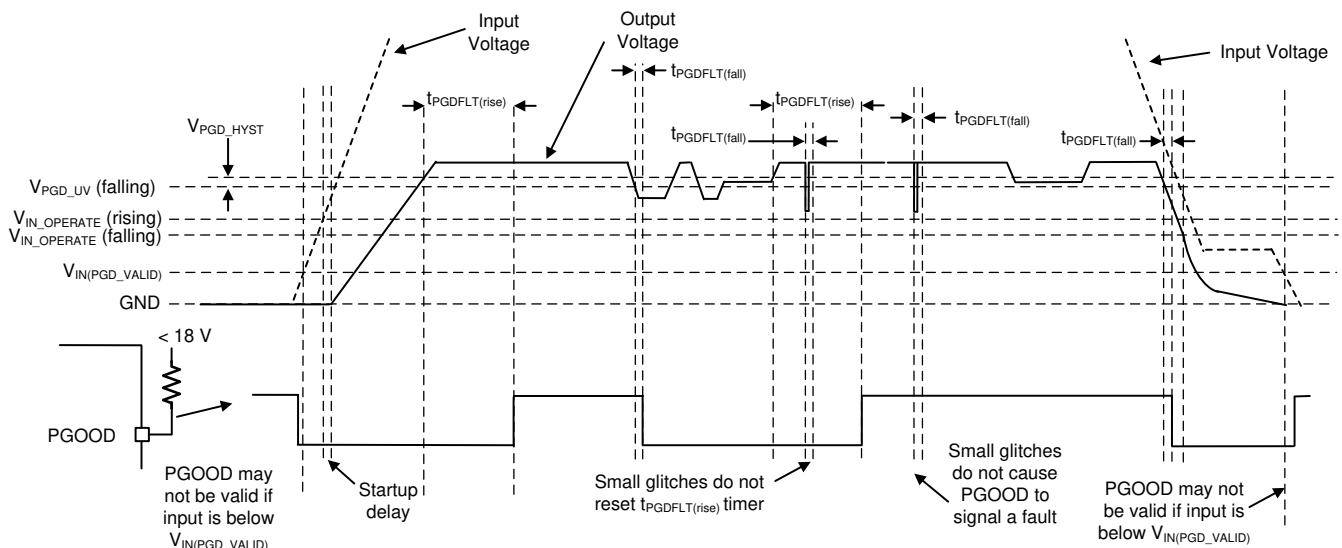 Input
Voltage
Output
Voltage
Input Voltage
tPGDFLT(fall)
tPGDFLT(rise)
tPGDFLT(rise)
tPGDFLT(fall)
tPGDFLT(fall)
tPGDFLT(fall)
VPGD_HYST
VPGD_UV (falling)
VIN_OPERATE (rising)
VIN_OPERATE (falling)
VIN(PGD_VALID)
GND
< 18 V
PGOOD
PGOOD may
not be valid if
input is below
VIN(PGD_VALID)
Startup
delay
Small glitches do not
reset tPGDFLT(rise) timer
Small glitches
do not cause
PGOOD to
signal a fault
PGOOD may not
be valid if input is
below VIN(PGD_VALID)